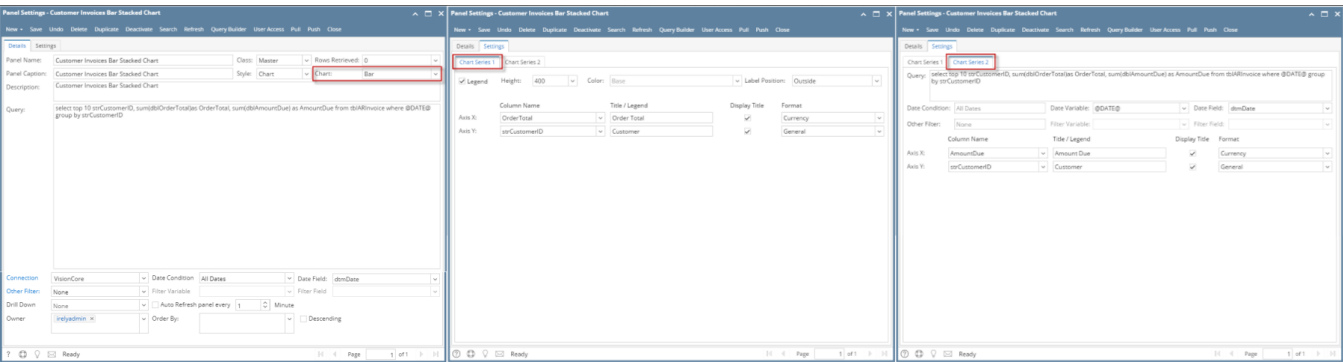 Panel Settings - Customer Invoices Bar Stacked Chart
New Save Undo Delete Duplicate Deactivate Search Refresh Query Builder User Access Pull Push Close
Details Settings
Panel Name: Customer Invoices Bar Stacked Chart Class: Master Rows Retrieved: 0
Panel Caption: Customer Invoices Bar Stacked Chart Style: Chart Chart: Bar
Description: Customer Invoices Bar Stacked Chart
Query: select top 10 strCustomerID, sum(dblOrderTotal)as OrderTotal, sum(dblAmountDue) as AmountDue from tblARInvoice where @DATE@
group by strCustomerID
Connection VisionCore Date Condition All Dates Date Field: dtmDate
Other Filter: None Filter Variable Filter Field
Drill Down None Auto Refresh panel every 1 Minute
Owner irelyadmin × Order By: Descending
? Ready Page 1 of 1
Panel Settings - Customer Invoices Bar Stacked Chart
New Save Undo Delete Duplicate Deactivate Search Refresh Query Builder User Access Pull Push Close
Details Settings
Chart Series 1 Chart Series 2
Legend Height: 400 Color: Base Label Position: Outside
Column Name Title / Legend Display Title Format
Axis X: OrderTotal Order Total Currency
Axis Y: strCustomerID Customer General
? Ready Page 1 of 1
Panel Settings - Customer Invoices Bar Stacked Chart
New Save Undo Delete Duplicate Deactivate Search Refresh Query Builder User Access Pull Push Close
Details Settings
Chart Series 1 Chart Series 2
Query: select top 10 strCustomerID, sum(dblOrderTotal)as OrderTotal, sum(dblAmountDue) as AmountDue from tblARInvoice where @DATE@ group
by strCustomerID
Date Condition: All Dates Date Variable: @DATE@ Date Field: dtmDate
Other Filter: None Filter Variable: Filter Field:
Column Name Title / Legend Display Title Format
Axis X: AmountDue Amount Due Currency
Axis Y: strCustomerID Customer General
? Ready Page 1 of 1